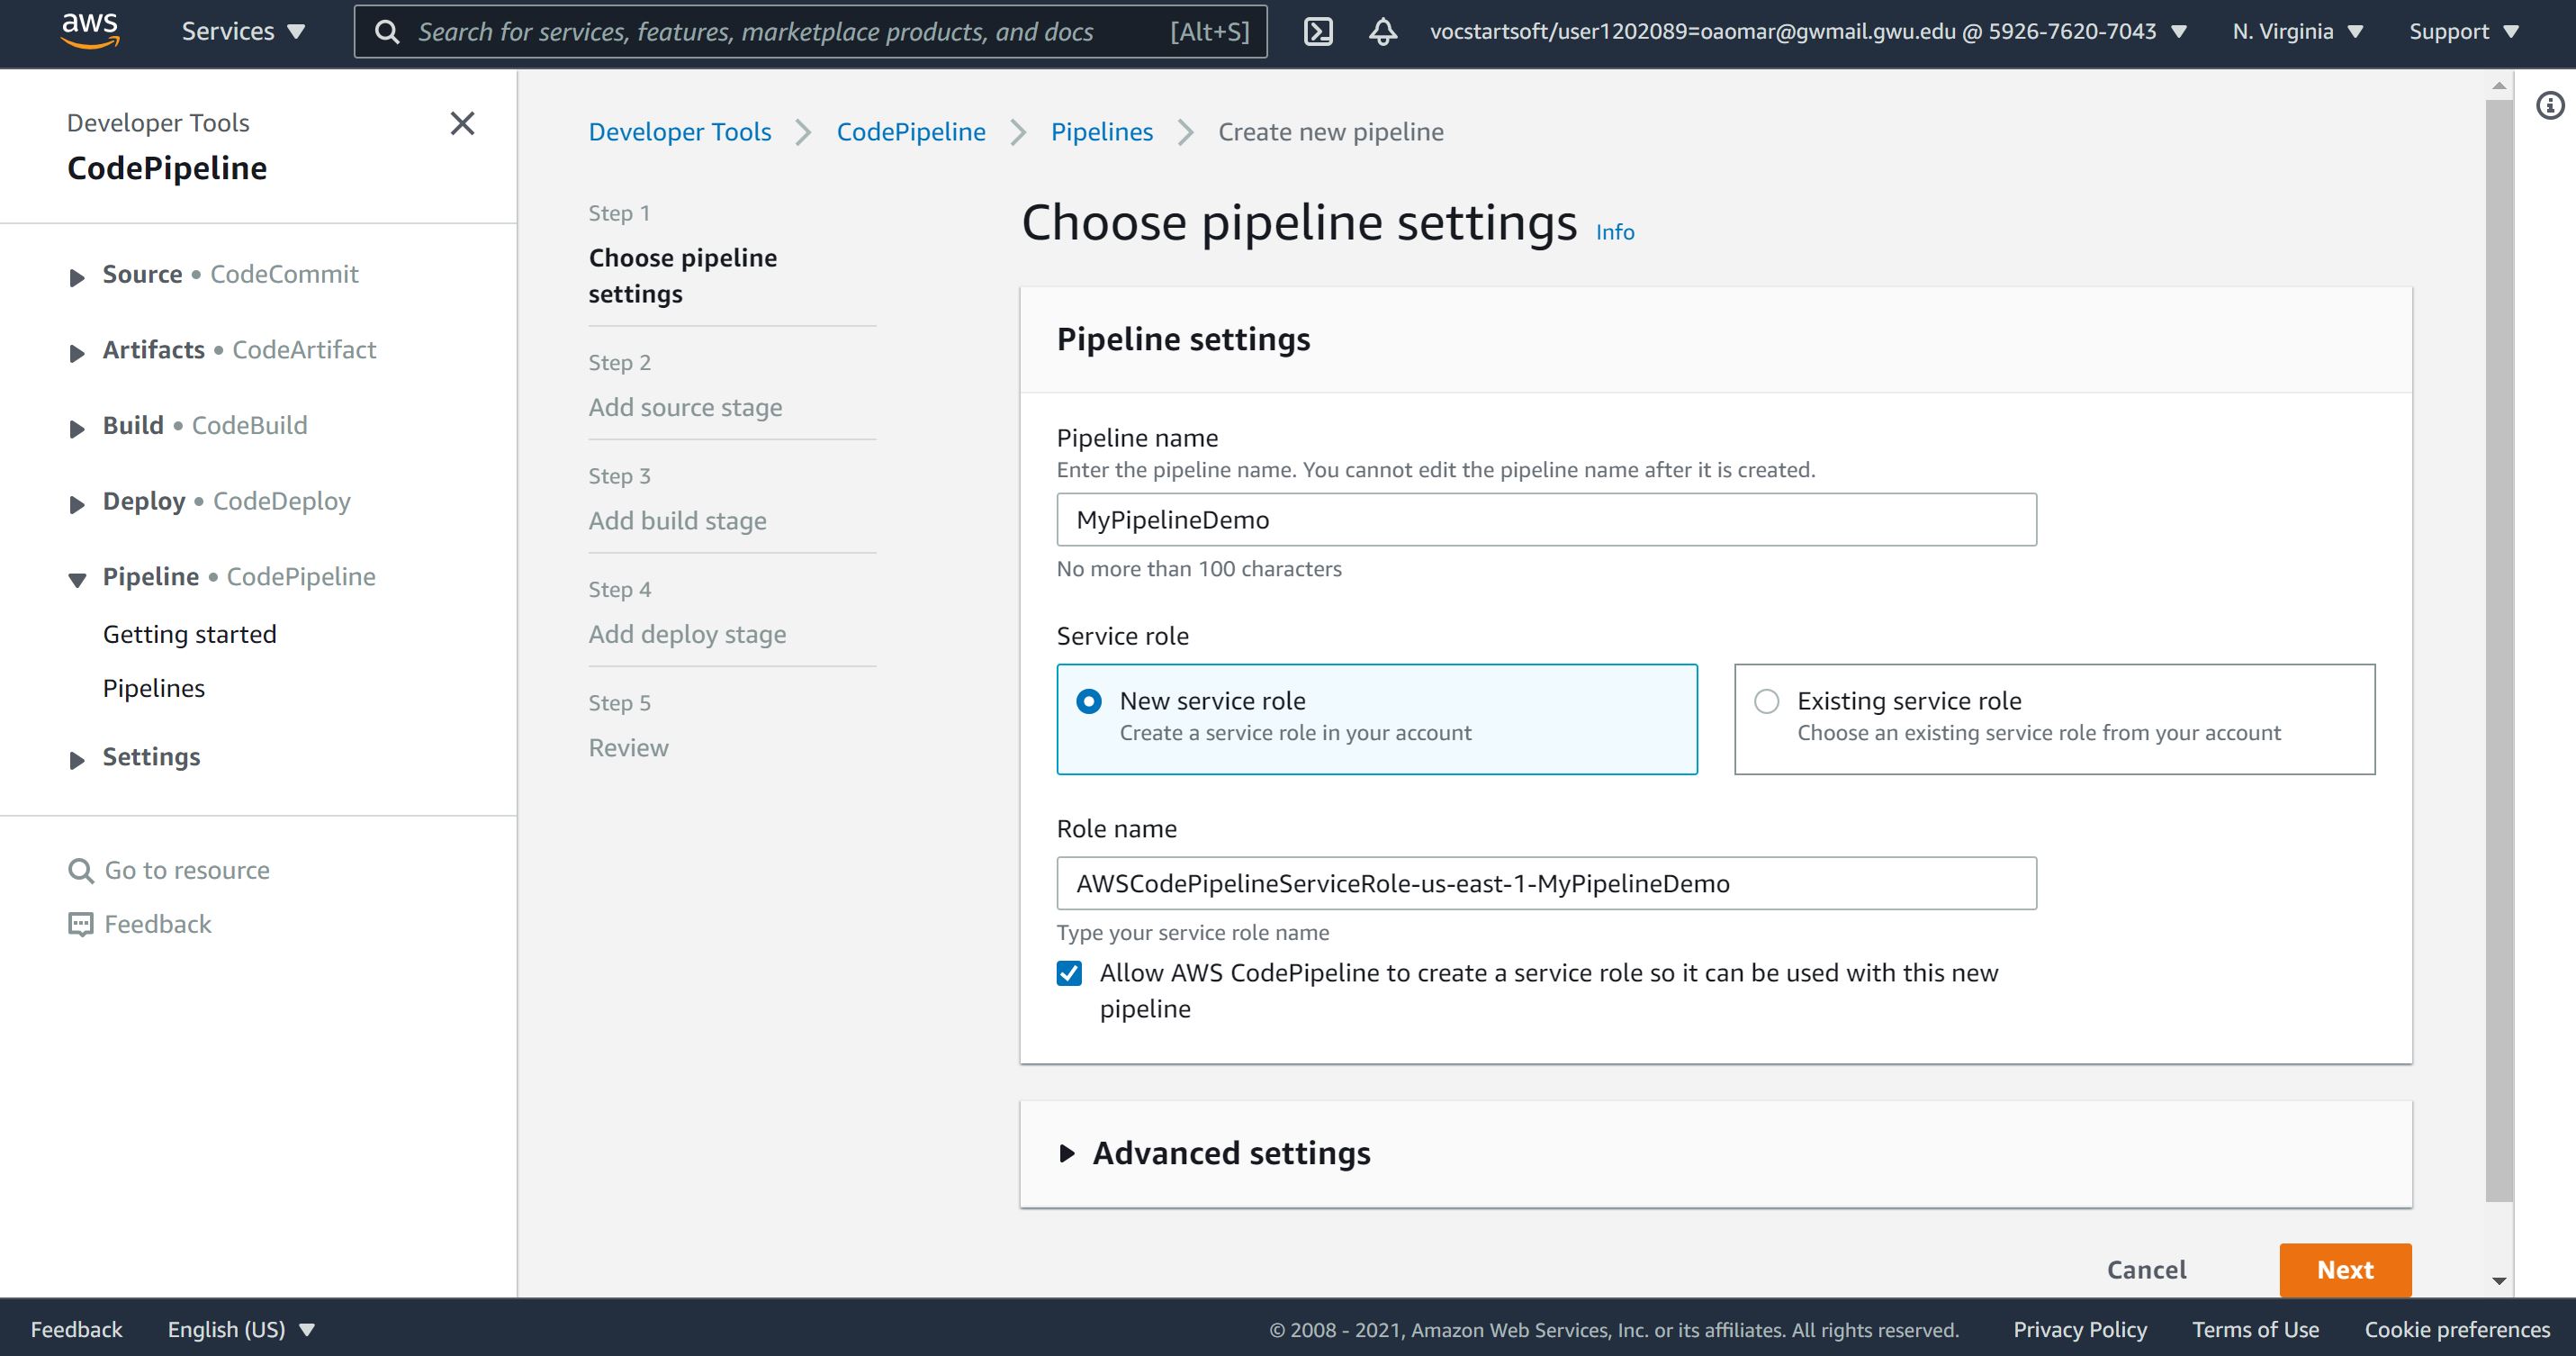 aws Services Search for services, features, marketplace products, and docs [Alt+S] vocstartsoft/user1202089=oaomar@gwmail.gwu.edu @ 5926-7620-7043 N. Virginia Support
Developer Tools
CodePipeline
Source • CodeCommit
Artifacts • CodeArtifact
Build • CodeBuild
Deploy • CodeDeploy
Pipeline • CodePipeline
Getting started
Pipelines
Settings
Go to resource
Feedback
Developer Tools > CodePipeline > Pipelines > Create new pipeline
Step 1
Choose pipeline
settings
Step 2
Add source stage
Step 3
Add build stage
Step 4
Add deploy stage
Step 5
Review
Choose pipeline settings Info
Pipeline settings
Pipeline name
Enter the pipeline name. You cannot edit the pipeline name after it is created.
MyPipelineDemo
No more than 100 characters
Service role
New service role
Create a service role in your account
Existing service role
Choose an existing service role from your account
Role name
AWSCodePipelineServiceRole-us-east-1-MyPipelineDemo
Type your service role name
Allow AWS CodePipeline to create a service role so it can be used with this new
pipeline
Advanced settings
Cancel Next
Feedback English (US) © 2008 - 2021, Amazon Web Services, Inc. or its affiliates. All rights reserved. Privacy Policy Terms of Use Cookie preferences